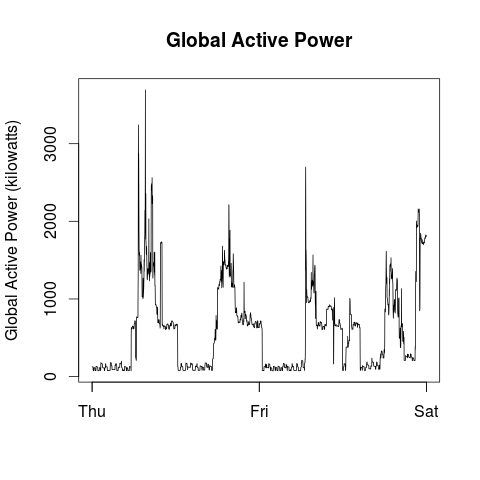 Global Active Power
Global Active Power (kilowatts)
3000
2000
1000
0
Thu Fri Sat